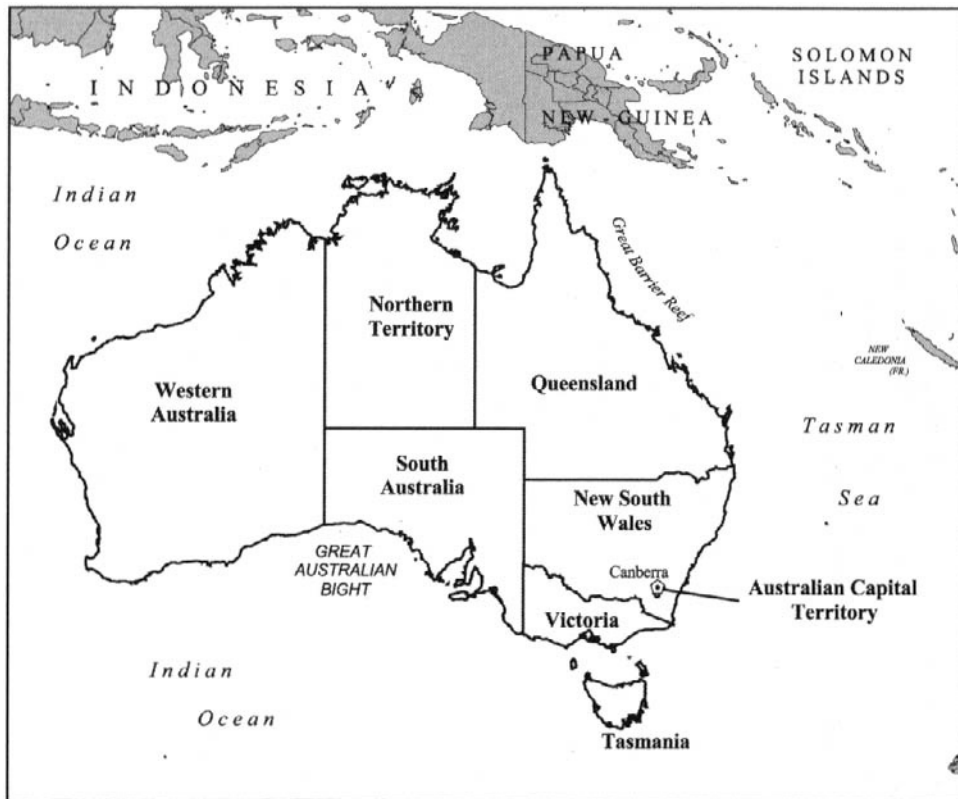 PAPUA
SOLOMON
ISLANDS
INDONESIA
NEW - GUINEA
Indian
Ocean
Great Barrier Reef
Northern
Territory
NEW
CALEDONIA
(FR.)
Western
Australia
Queensland
Tasman
South
Australia
New South
Wales
Sea
GREAT
AUSTRALIAN
BIGHT
Canberra
Australian Capital
Territory
Victoria
Indian
Ocean
Tasmania